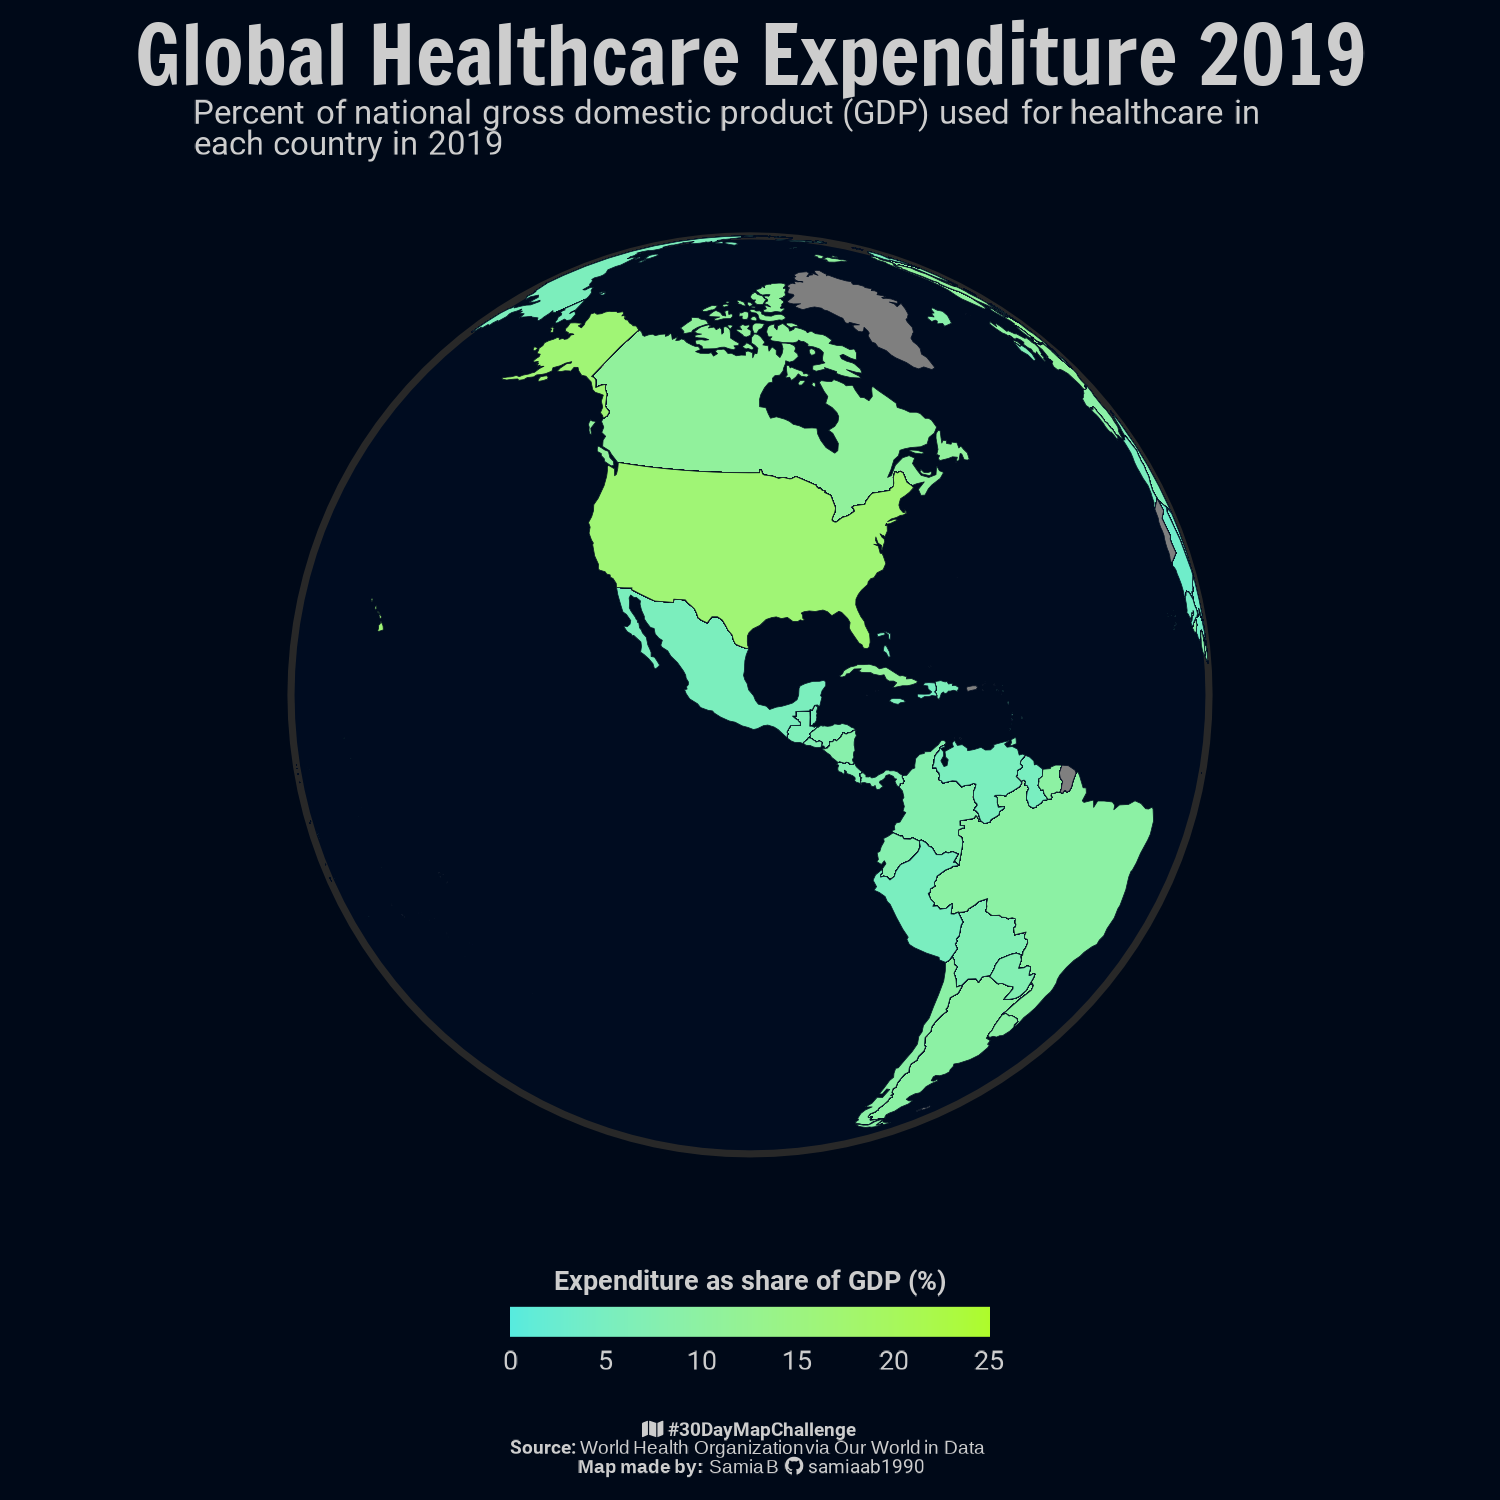 Global Healthcare Expenditure 2019
Percent of national gross domestic product (GDP) used for healthcare in
each country in 2019
Expenditure as share of GDP (%)
0 5 10 15 20 25
#30DayMapChallenge
Source: World Health Organization via Our World in Data
Map made by: Samia B samiaab1990